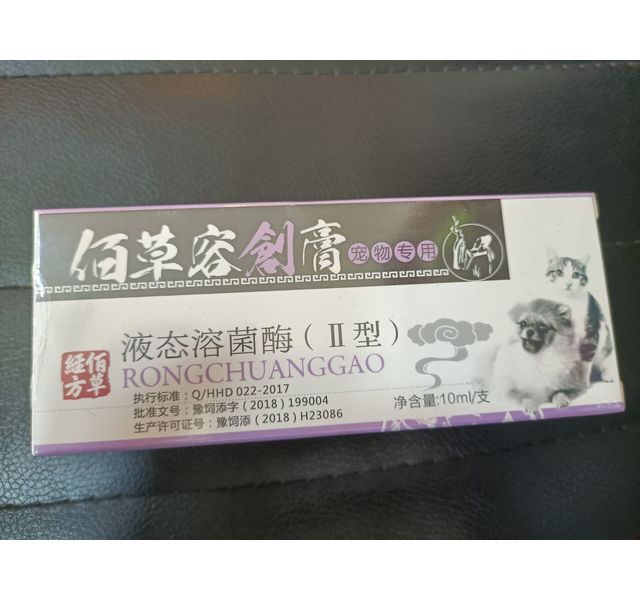 佰草容創膏 宠物专用
液态溶菌酶（Ⅱ型）
RONGCHUANGGAO
佰草
經方
执行标准：Q/HHD 022-2017
批准文号：豫饲添字（2018）199004
生产许可证号：豫饲添（2018）H23086
净含量:10ml/支